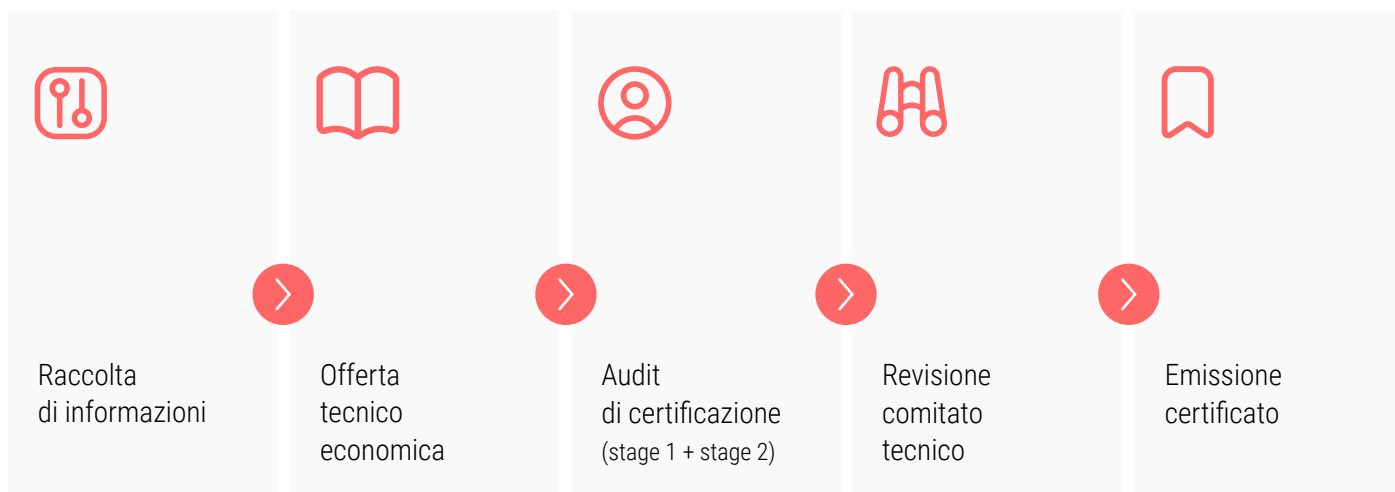 Raccolta
di informazioni
Offerta
tecnico
economica
Audit
di certificazione
(stage 1 + stage 2)
Revisione
comitato
tecnico
Emissione
certificato